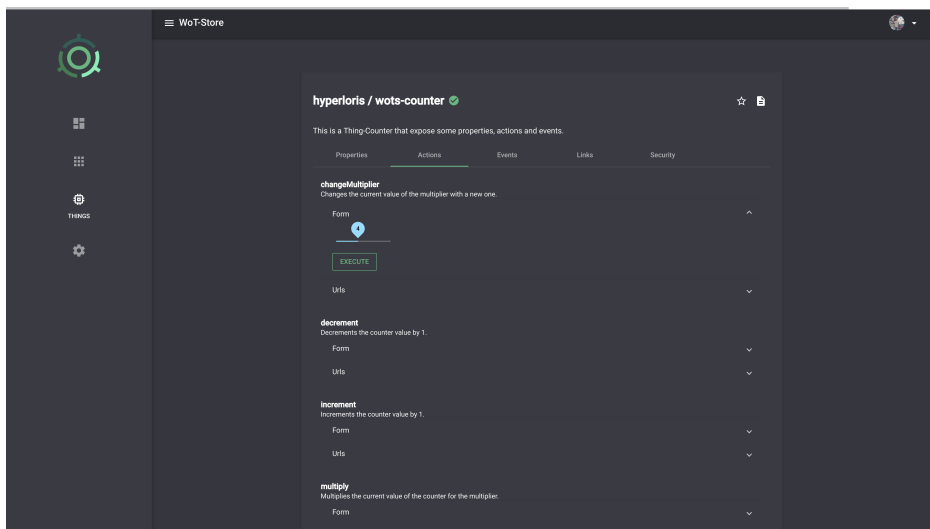 WoT-Store
THINGS
hyperloris / wots-counter
This is a Thing-Counter that expose some properties, actions and events.
Properties Actions Events Links Security
changeMultiplier
Changes the current value of the multiplier with a new one.
Form
4
EXECUTE
Urls
decrement
Decrements the counter value by 1.
Form
Urls
increment
Increments the counter value by 1.
Form
Urls
multiply
Multiplies the current value of the counter for the multiplier.
Form